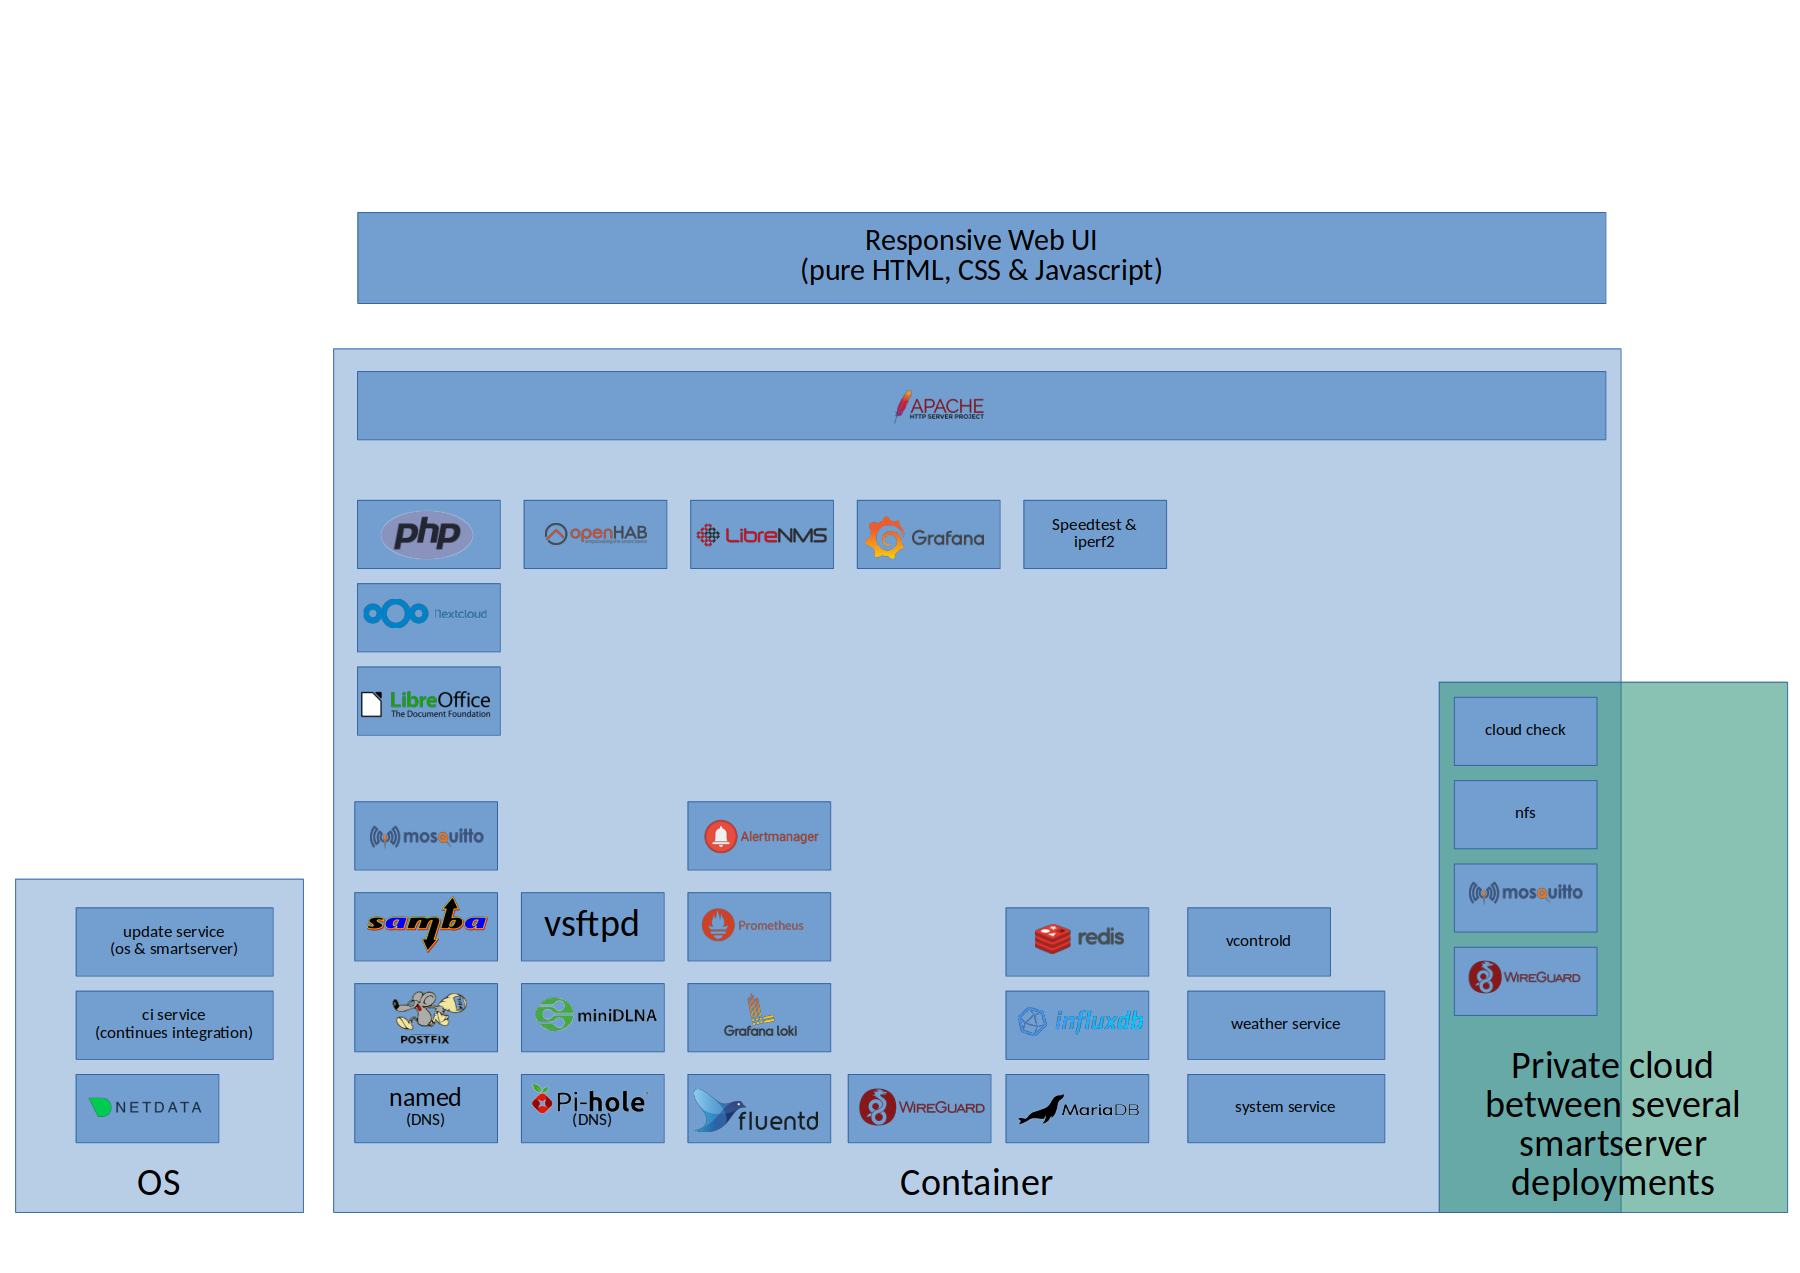 Responsive Web UI
(pure HTML, CSS & Javascript)
APACHE
HTTP SERVER PROJECT
php
openHAB
LibreNMS
Grafana
Speedtest &
iperf2
Nextcloud
LibreOffice
The Document Foundation
cloud check
nfs
mosquitto
WIREGUARD
Private cloud
between several
smartserver
deployments
mosquitto
Alertmanager
samba
vsftpd
Prometheus
redis
vcontrold
POSTFIX
miniDLNA
Grafana loki
influxdb
weather service
named
(DNS)
Pi-hole
(DNS)
fluentd
WIREGUARD
MariaDB
system service
Container
update service
(os & smartserver)
ci service
(continues integration)
NETDATA
OS